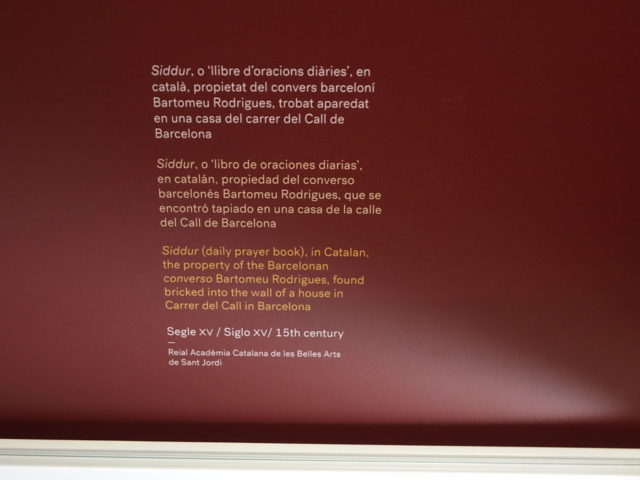 Siddur, o ‘llibre d’oracions diàries’, en
català, propietat del convers barceloní
Bartomeu Rodrigues, trobat aparedat
en una casa del carrer del Call de
Barcelona
Siddur, o ‘libro de oraciones diarias’,
en catalán, propiedad del converso
barcelonés Bartomeu Rodrigues, que se
encontró tapiado en una casa de la calle
del Call de Barcelona
Siddur (daily prayer book), in Catalan,
the property of the Barcelonan
converso Bartomeu Rodrigues, found
bricked into the wall of a house in
Carrer del Call in Barcelona
Segle XV / Siglo XV/ 15th century
—
Reial Acadèmia Catalana de les Belles Arts
de Sant Jordi